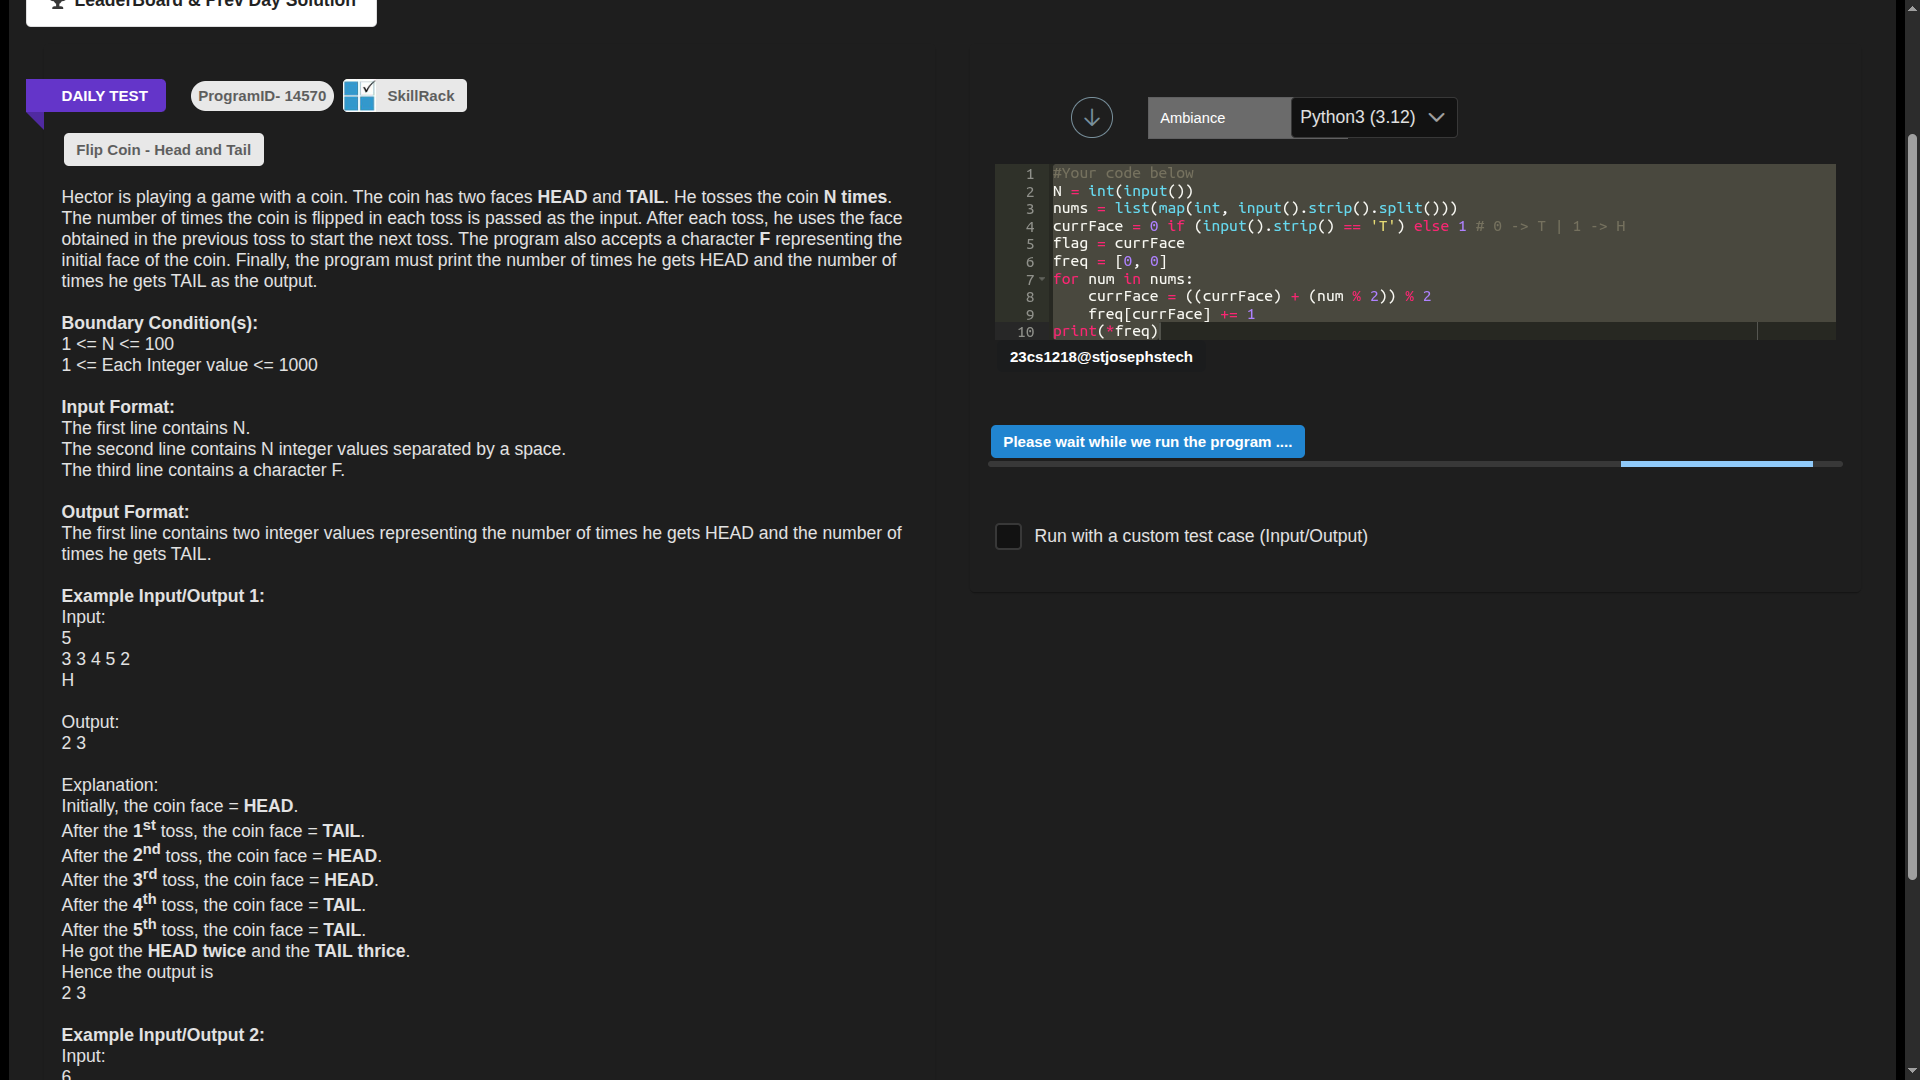 LeaderBoard & Prev Day Solution
DAILY TEST
ProgramID- 14570
SkillRack
Flip Coin - Head and Tail
Hector is playing a game with a coin. The coin has two faces HEAD and TAIL. He tosses the coin N times.
The number of times the coin is flipped in each toss is passed as the input. After each toss, he uses the face
obtained in the previous toss to start the next toss. The program also accepts a character F representing the
initial face of the coin. Finally, the program must print the number of times he gets HEAD and the number of
times he gets TAIL as the output.
Boundary Condition(s):
1 <= N <= 100
1 <= Each Integer value <= 1000
Input Format:
The first line contains N.
The second line contains N integer values separated by a space.
The third line contains a character F.
Output Format:
The first line contains two integer values representing the number of times he gets HEAD and the number of
times he gets TAIL.
Example Input/Output 1:
Input:
5
3 3 4 5 2
H
Output:
2 3
Explanation:
Initially, the coin face = HEAD.
After the 1st toss, the coin face = TAIL.
After the 2nd toss, the coin face = HEAD.
After the 3rd toss, the coin face = HEAD.
After the 4th toss, the coin face = TAIL.
After the 5th toss, the coin face = TAIL.
He got the HEAD twice and the TAIL thrice.
Hence the output is
2 3
Example Input/Output 2:
Input:
6
Ambiance
Python3 (3.12)
1 #Your code below
2 N = int(input())
3 nums = list(map(int, input().strip().split()))
4 currFace = 0 if (input().strip() == 'T') else 1 # 0 -> T | 1 -> H
5 flag = currFace
6 freq = [0, 0]
7 for num in nums:
8     currFace = ((currFace) + (num % 2)) % 2
9     freq[currFace] += 1
10 print(*freq)
23cs1218@stjosephstech
Please wait while we run the program ....
Run with a custom test case (Input/Output)